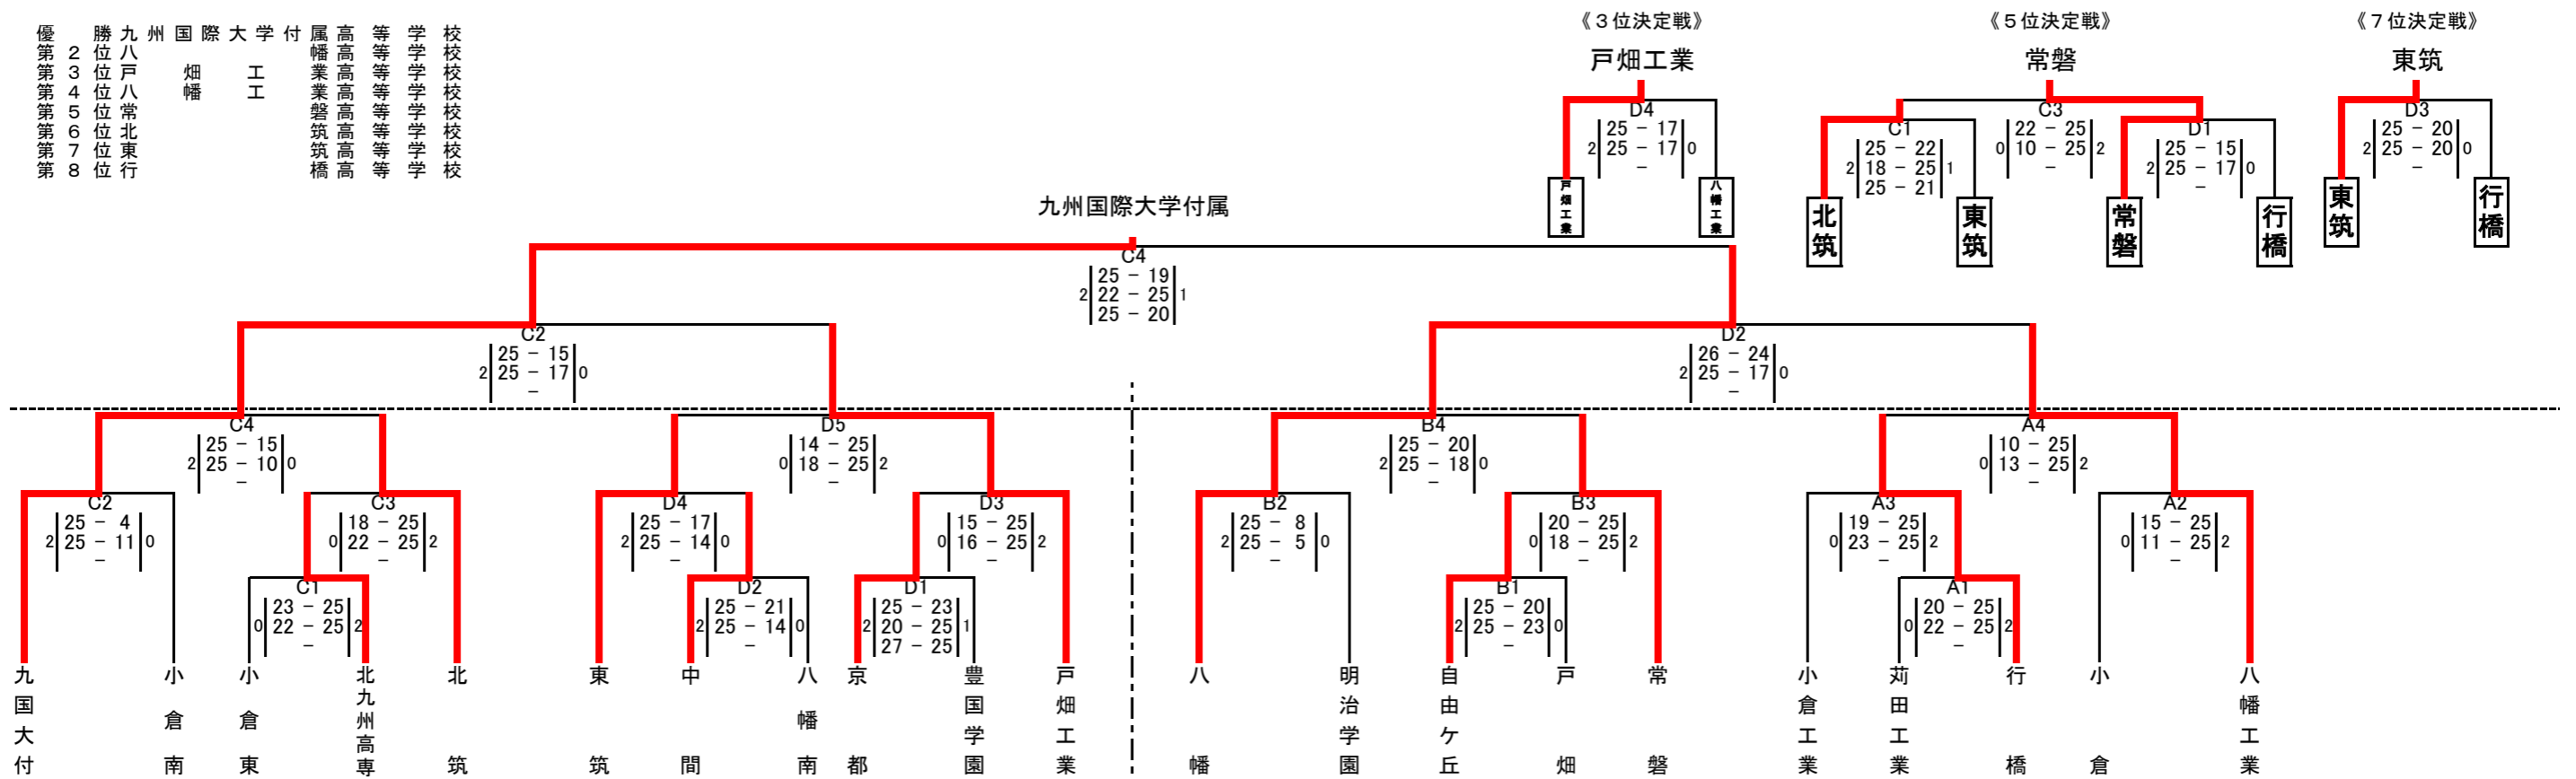 優勝 九州国際大学付属高等学校
第2位 八幡高等学校
第3位 戸畑工業高等学校
第4位 八幡工業高等学校
第5位 常磐高等学校
第6位 北筑高等学校
第7位 東筑高等学校
第8位 行橋高等学校
《3位決定戦》
戸畑工業
D4
25 - 17
2 25 - 17 0
-
戸畑工業
八幡工業
《5位決定戦》
常磐
C3
22 - 25
0 10 - 25 2
-
C1
25 - 22
2 18 - 25 1
25 - 21
D1
25 - 15
2 25 - 17 0
-
北筑
東筑
常磐
行橋
《7位決定戦》
東筑
D3
25 - 20
2 25 - 20 0
-
東筑
行橋
九州国際大学付属
C4
25 - 19
2 22 - 25 1
25 - 20
C2
25 - 15
2 25 - 17 0
-
D2
26 - 24
2 25 - 17 0
-
C4
25 - 15
2 25 - 10 0
-
D5
14 - 25
0 18 - 25 2
-
B4
25 - 20
2 25 - 18 0
-
A4
10 - 25
0 13 - 25 2
-
C2
25 - 4
2 25 - 11 0
-
C3
18 - 25
0 22 - 25 2
-
D4
25 - 17
2 25 - 14 0
-
D3
15 - 25
0 16 - 25 2
-
B2
25 - 8
2 25 - 5 0
-
B3
20 - 25
0 18 - 25 2
-
A3
19 - 25
0 23 - 25 2
-
A2
15 - 25
0 11 - 25 2
-
C1
23 - 25
0 22 - 25 2
-
D2
25 - 21
2 25 - 14 0
-
D1
25 - 23
2 20 - 25 1
27 - 25
B1
25 - 20
2 25 - 23 0
-
A1
20 - 25
0 22 - 25 2
-
九国大付
小倉南
小倉東
北九州高専
北筑
東筑
中間
八幡南
京都
豊国学園
戸畑工業
八幡
明治学園
自由ケ丘
戸畑
常磐
小倉工業
苅田工業
行橋
小倉
八幡工業